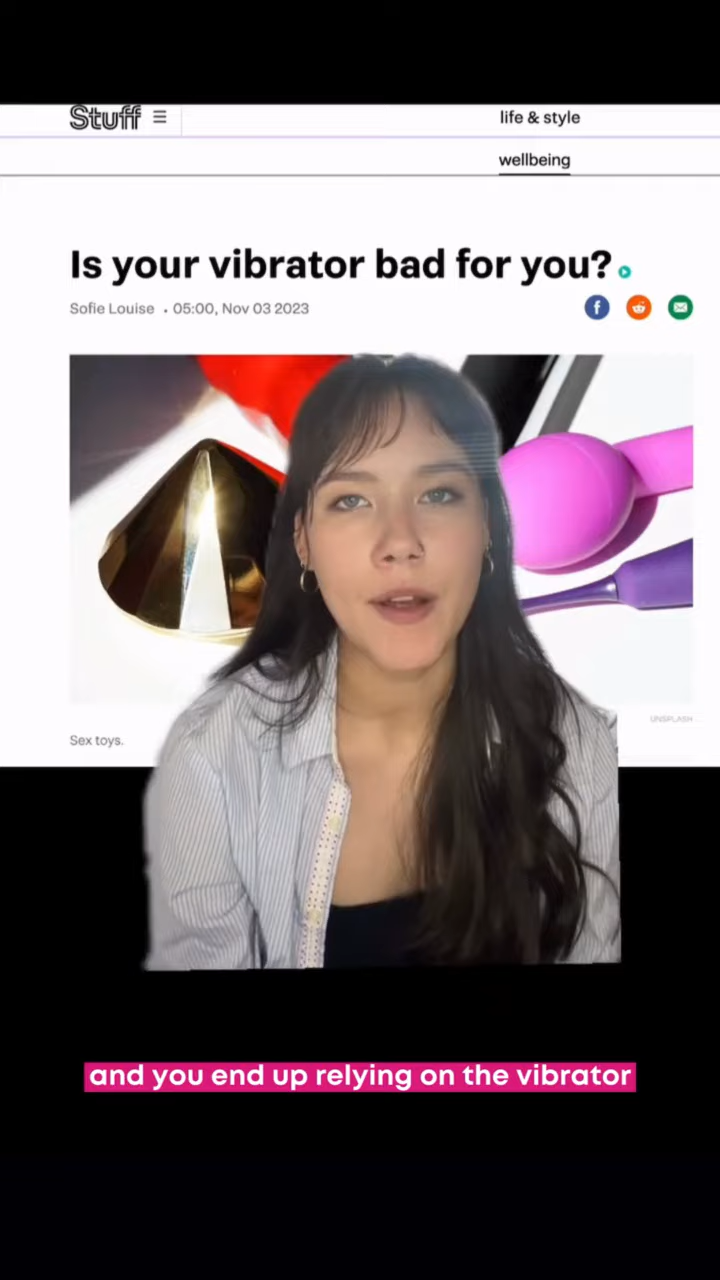 Stuff
life & style
wellbeing
Is your vibrator bad for you?
Sofie Louise . 05:00, Nov 03 2023
UNSPLASH
Sex toys.
and you end up relying on the vibrator